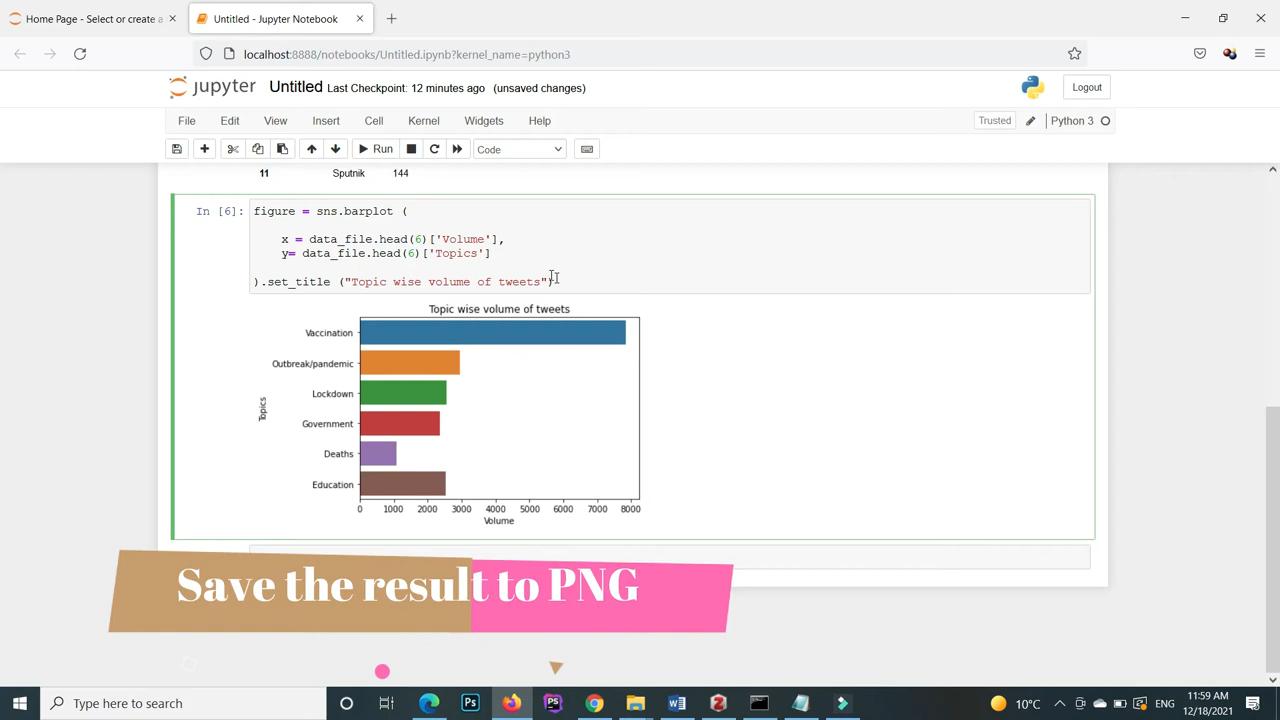 Home Page - Select or create a
Untitled - Jupyter Notebook
localhost:8888/notebooks/Untitled.ipynb?kernel_name=python3
jupyter Untitled Last Checkpoint: 12 minutes ago (unsaved changes)
Logout
File Edit View Insert Cell Kernel Widgets Help
Trusted Python 3
Run Code
11 Sputnik 144
In [6]: figure = sns.barplot (
x = data_file.head(6)['Volume'],
y= data_file.head(6)['Topics']
).set_title ("Topic wise volume of tweets")
Topic wise volume of tweets
Vaccination
Outbreak/pandemic
Lockdown
Topics
Government
Deaths
Education
0 1000 2000 3000 4000 5000 6000 7000 8000
Volume
Save the result to PNG
Type here to search
Ps
PS
W
Z
10°C
ENG
11:59 AM
12/18/2021